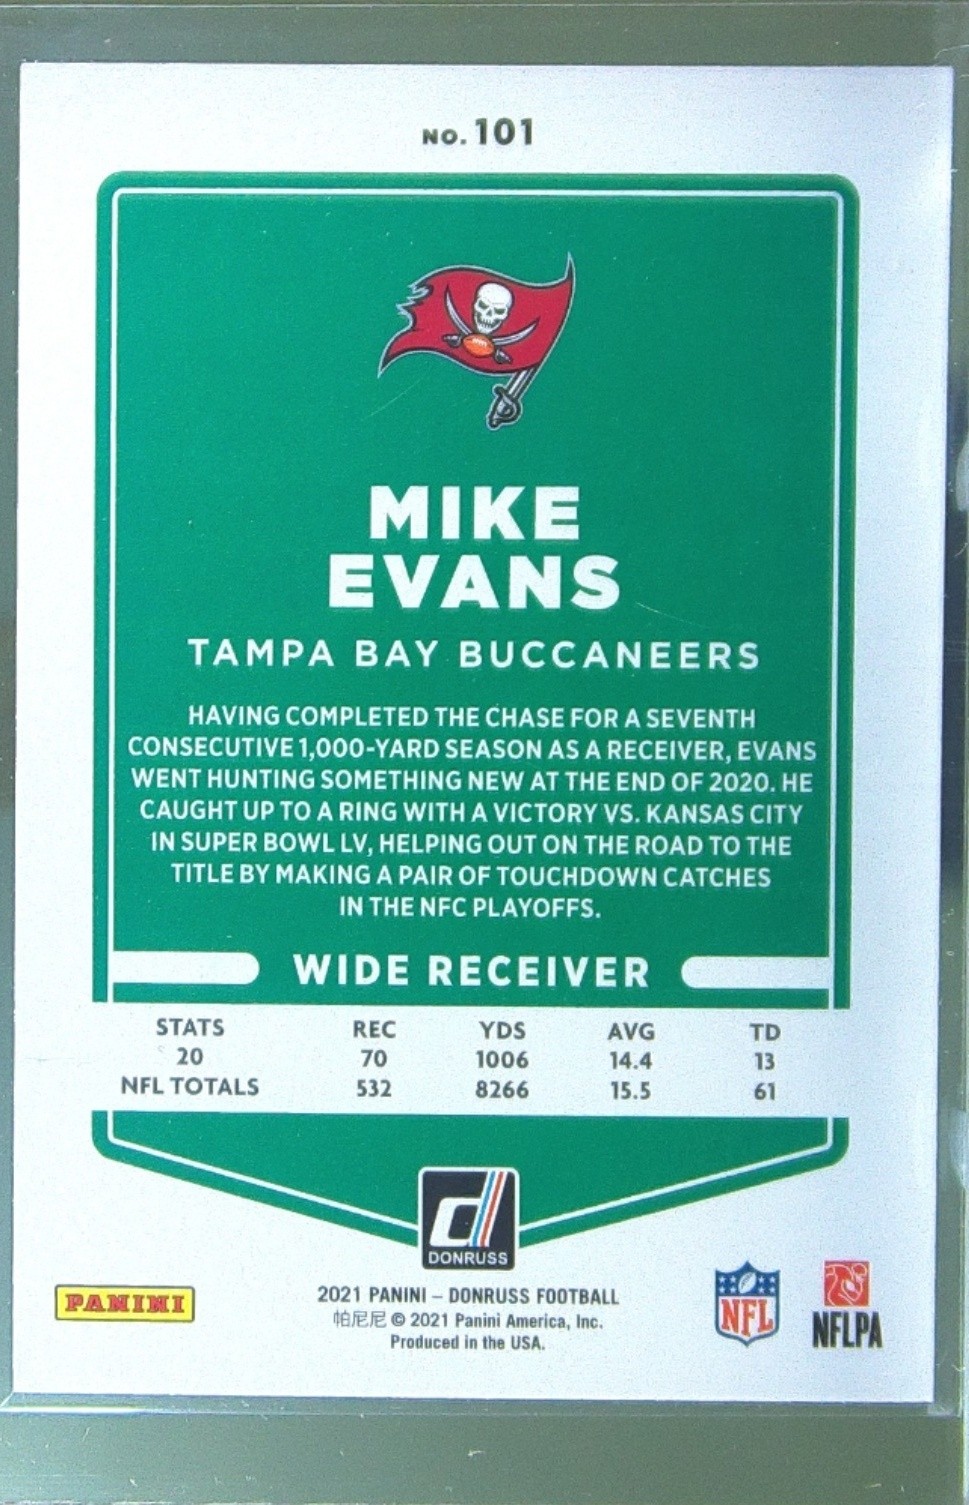 NO. 101
MIKE
EVANS
TAMPA BAY BUCCANEERS
HAVING COMPLETED THE CHASE FOR A SEVENTH
CONSECUTIVE 1,000-YARD SEASON AS A RECEIVER, EVANS
WENT HUNTING SOMETHING NEW AT THE END OF 2020. HE
CAUGHT UP TO A RING WITH A VICTORY VS. KANSAS CITY
IN SUPER BOWL LV, HELPING OUT ON THE ROAD TO THE
TITLE BY MAKING A PAIR OF TOUCHDOWN CATCHES
IN THE NFC PLAYOFFS.
WIDE RECEIVER
STATS REC YDS AVG TD
20 70 1006 14.4 13
NFL TOTALS 532 8266 15.5 61
d
DONRUSS
PANINI
2021 PANINI – DONRUSS FOOTBALL
帕尼尼 © 2021 Panini America, Inc.
Produced in the USA.
NFL
NFLPA